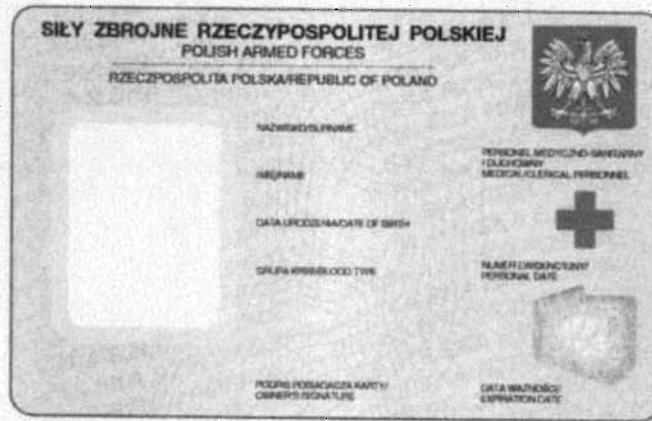 SIŁY ZBROJNE RZECZYPOSPOLITEJ POLSKIEJ
POLISH ARMED FORCES
RZECZPOSPOLITA POLSKA/REPUBLIC OF POLAND
NAZWISKO/SURNAME
IMIĘ/NAME
DATA URODZENIA/DATE OF BIRTH
GRUPA KRWI/BLOOD TYPE
PODPIS POSIADACZA KARTY/
OWNER'S SIGNATURE
PERSONEL MEDYCZNO-SANITARNY
/ DUCHOWNY
MEDICAL/CLERICAL PERSONNEL
NUMER EWIDENCYJNY/
PERSONAL DATE
DATA WAŻNOŚCI/
EXPIRATION DATE